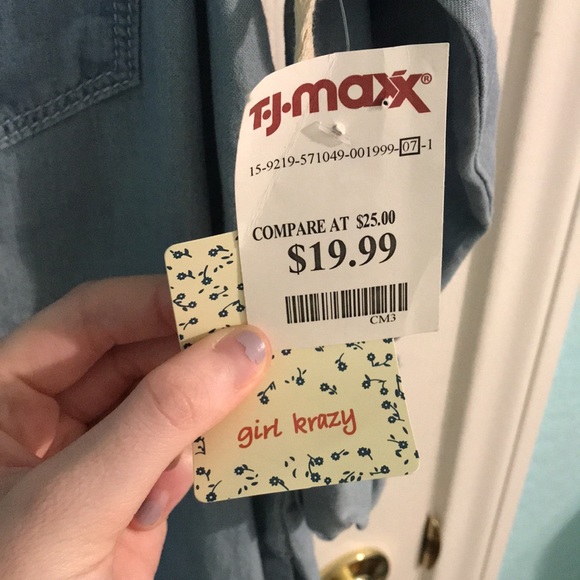 T·J·maxx®
15-9219-571049-001999-07-1
COMPARE AT $25.00
$19.99
CM3
girl krazy